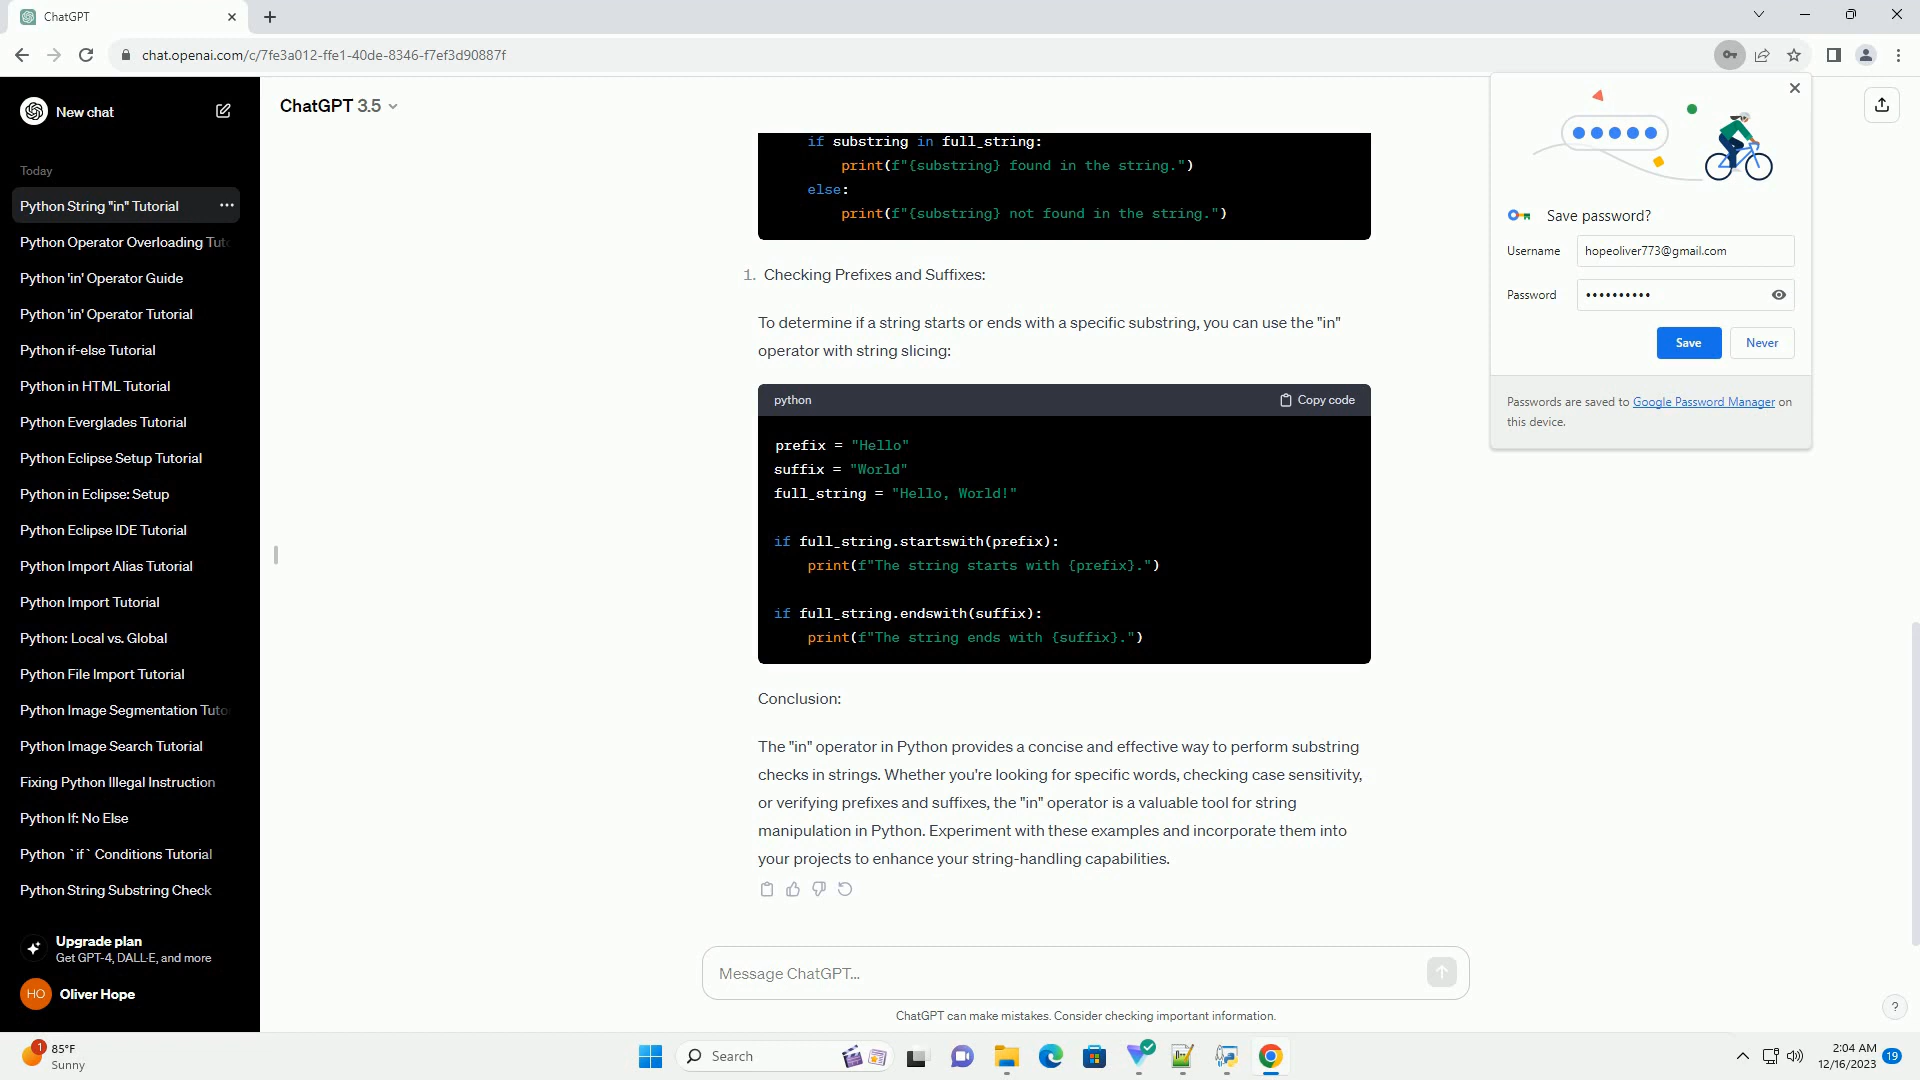 ChatGPT
chat.openai.com/c/7fe3a012-ffe1-40de-8346-f7ef3d90887f
New chat
Today
Python String "in" Tutorial
Python Operator Overloading Tuto
Python 'in' Operator Guide
Python 'in' Operator Tutorial
Python if-else Tutorial
Python in HTML Tutorial
Python Everglades Tutorial
Python Eclipse Setup Tutorial
Python in Eclipse: Setup
Python Eclipse IDE Tutorial
Python Import Alias Tutorial
Python Import Tutorial
Python: Local vs. Global
Python File Import Tutorial
Python Image Segmentation Tuto
Python Image Search Tutorial
Fixing Python Illegal Instruction
Python If: No Else
Python `if` Conditions Tutorial
Python String Substring Check
Upgrade plan
Get GPT-4, DALL·E, and more
HO Oliver Hope
ChatGPT 3.5
if substring in full_string:
print(f"{substring} found in the string.")
else:
print(f"{substring} not found in the string.")
1. Checking Prefixes and Suffixes:
To determine if a string starts or ends with a specific substring, you can use the "in"
operator with string slicing:
python Copy code
prefix = "Hello"
suffix = "World"
full_string = "Hello, World!"
if full_string.startswith(prefix):
print(f"The string starts with {prefix}.")
if full_string.endswith(suffix):
print(f"The string ends with {suffix}.")
Conclusion:
The "in" operator in Python provides a concise and effective way to perform substring
checks in strings. Whether you're looking for specific words, checking case sensitivity,
or verifying prefixes and suffixes, the "in" operator is a valuable tool for string
manipulation in Python. Experiment with these examples and incorporate them into
your projects to enhance your string-handling capabilities.
Message ChatGPT...
ChatGPT can make mistakes. Consider checking important information.
?
Save password?
Username hopeoliver773@gmail.com
Password ••••••••••
Save Never
Passwords are saved to Google Password Manager on
this device.
1
85°F
Sunny
Search
2:04 AM
12/16/2023
19